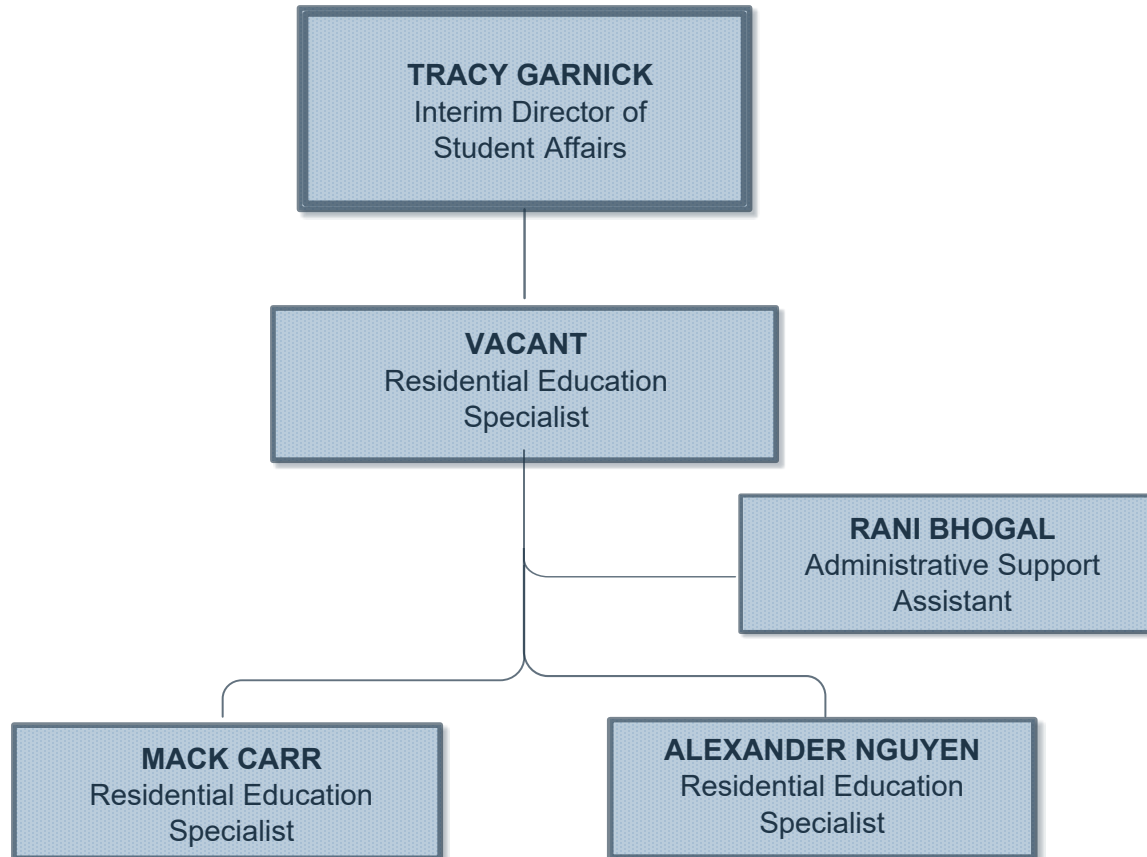 TRACY GARNICK
Interim Director of
Student Affairs
VACANT
Residential Education
Specialist
RANI BHOGAL
Administrative Support
Assistant
MACK CARR
Residential Education
Specialist
ALEXANDER NGUYEN
Residential Education
Specialist